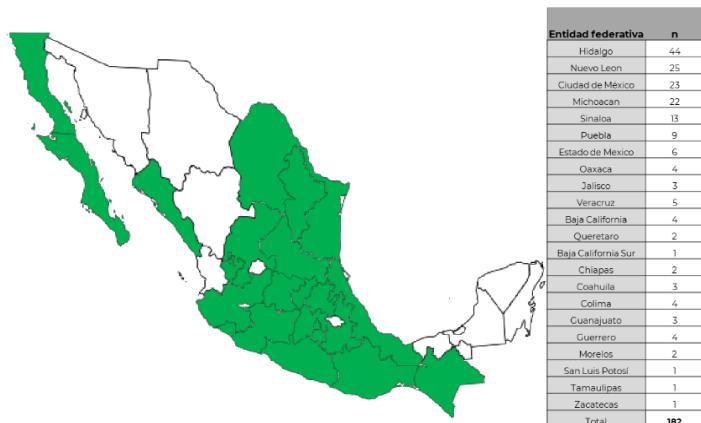 Entidad federativa n
Hidalgo 44
Nuevo Leon 25
Ciudad de México 23
Michoacan 22
Sinaloa 13
Puebla 9
Estado de Mexico 6
Oaxaca 4
Jalisco 3
Veracruz 5
Baja California 4
Queretaro 2
Baja California Sur 1
Chiapas 2
Coahuila 3
Colima 4
Guanajuato 3
Guerrero 4
Morelos 2
San Luis Potosí 1
Tamaulipas 1
Zacatecas 1
Total 182